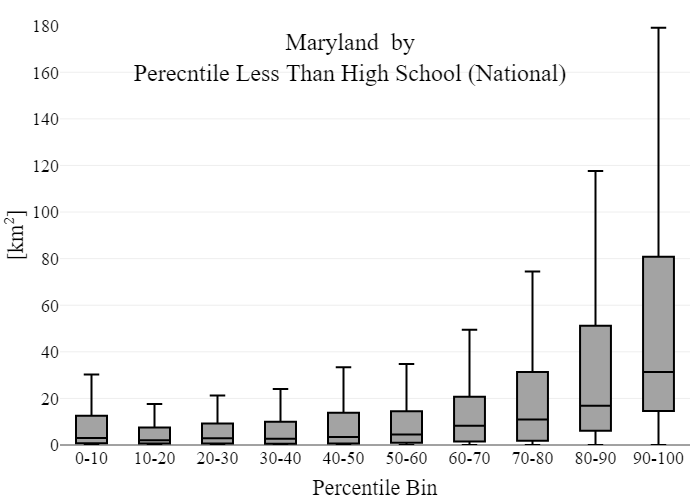 Maryland by
Perecntile Less Than High School (National)
180
160
140
120
100
80
60
40
20
0
[km²]
0-10 10-20 20-30 30-40 40-50 50-60 60-70 70-80 80-90 90-100
Percentile Bin